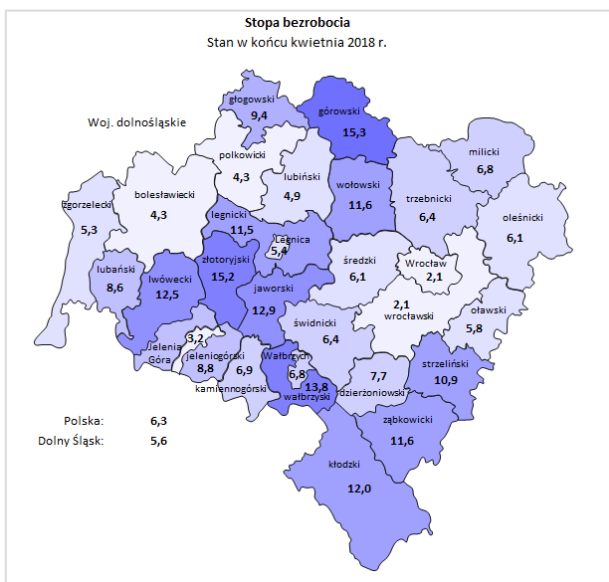 Stopa bezrobocia
Stan w końcu kwietnia 2018 r.
Woj. dolnośląskie
głogowski
9,4
górowski
15,3
polkowicki
4,3
lubiński
4,9
milicki
6,8
zgorzelecki
5,3
bolesławiecki
4,3
wołowski
11,6
trzebnicki
6,4
oleśnicki
6,1
legnicki
11,5
Legnica
5,4
lubański
8,6
lwówecki
12,5
złotoryjski
15,2
średzki
6,1
Wrocław
2,1
jaworski
12,9
2,1
wrocławski
oławski
5,8
świdnicki
6,4
Jelenia
Góra
3,2
jeleniogórski
8,8
6,9
kamiennogórski
Wałbrzych
6,8
13,8
wałbrzyski
7,7
dzierżoniowski
strzeliński
10,9
ząbkowicki
11,6
kłodzki
12,0
Polska: 6,3
Dolny Śląsk: 5,6